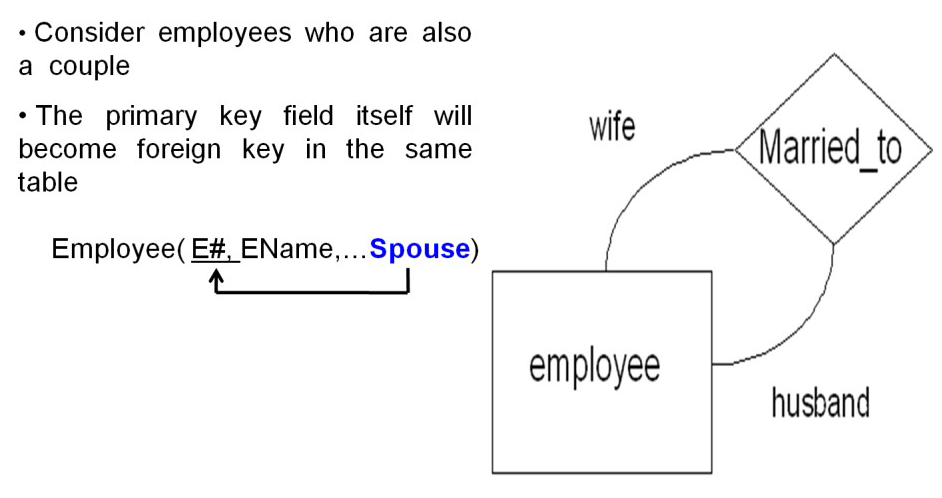 • Consider employees who are also
a couple
• The primary key field itself will
become foreign key in the same
table
Employee( E#, EName,...Spouse)
wife
Married_to
employee
husband